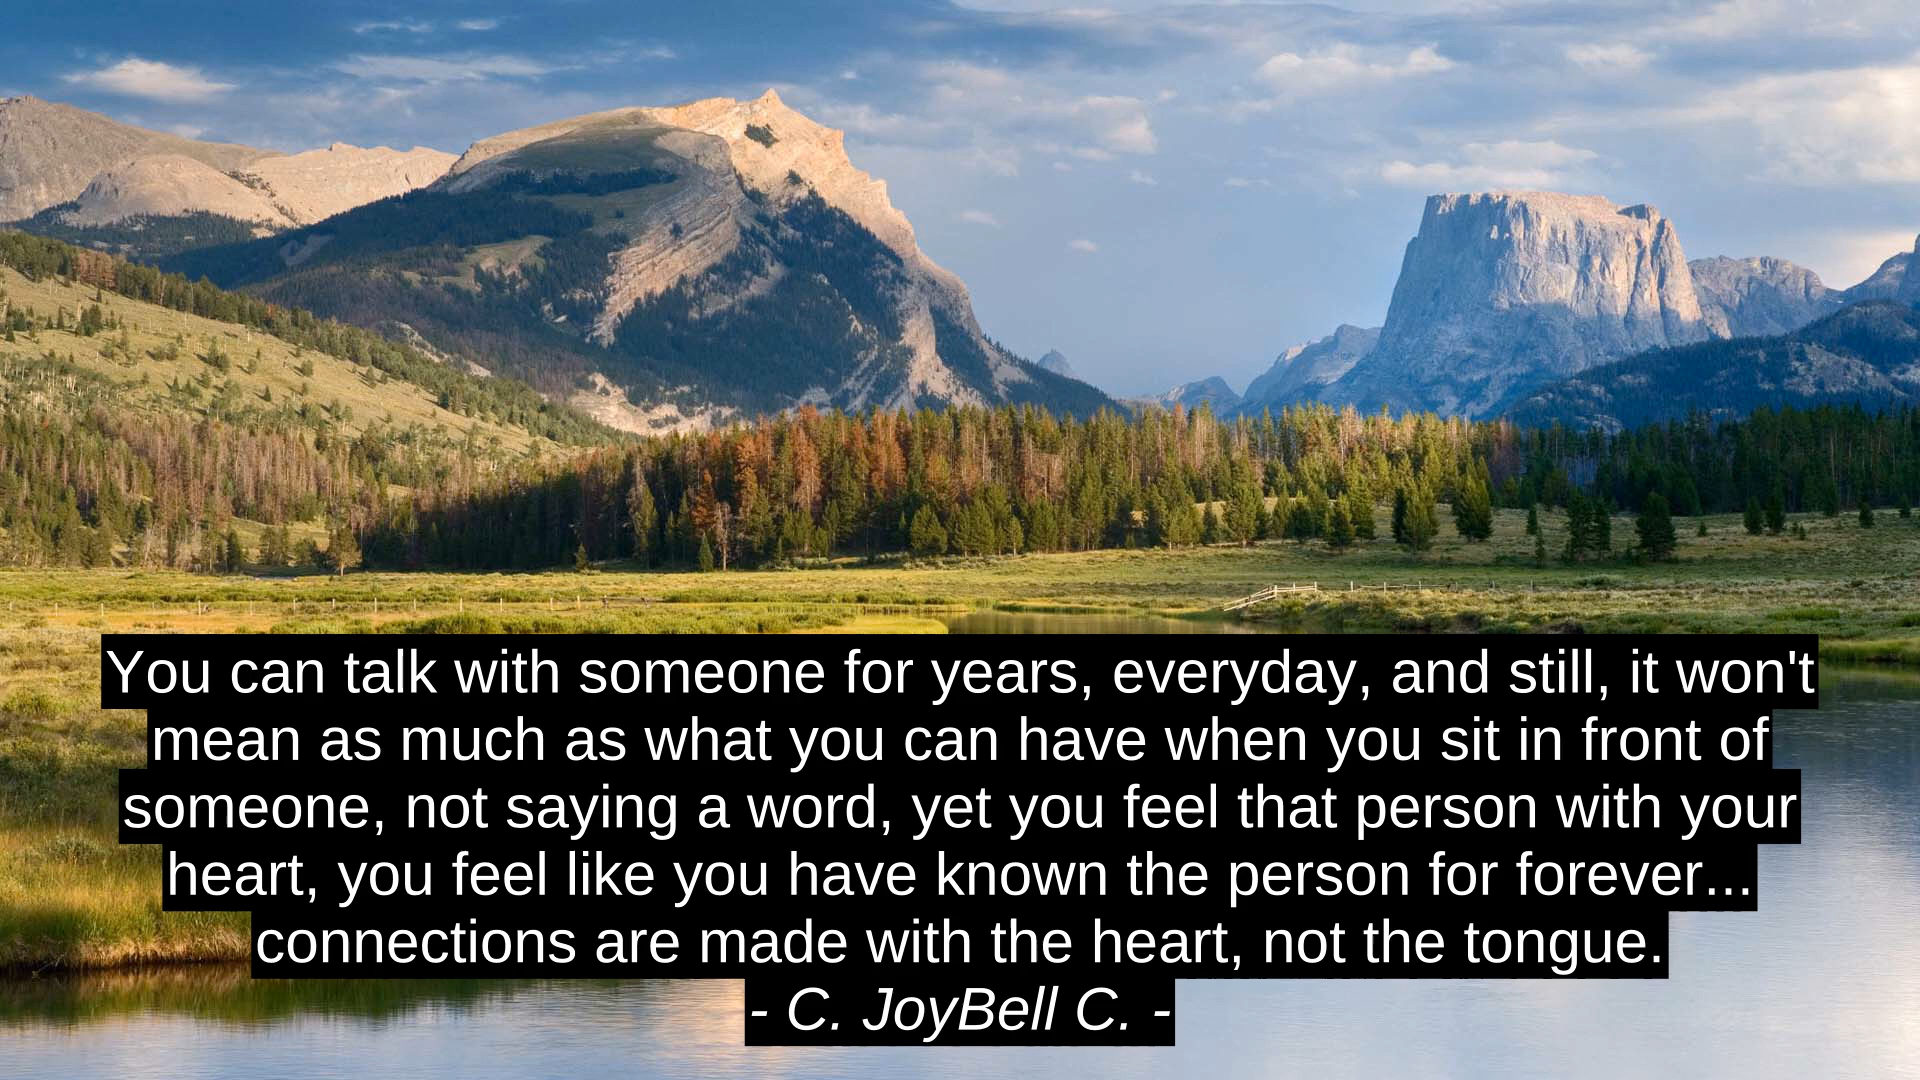 You can talk with someone for years, everyday, and still, it won't
mean as much as what you can have when you sit in front of
someone, not saying a word, yet you feel that person with your
heart, you feel like you have known the person for forever...
connections are made with the heart, not the tongue.
- C. JoyBell C. -